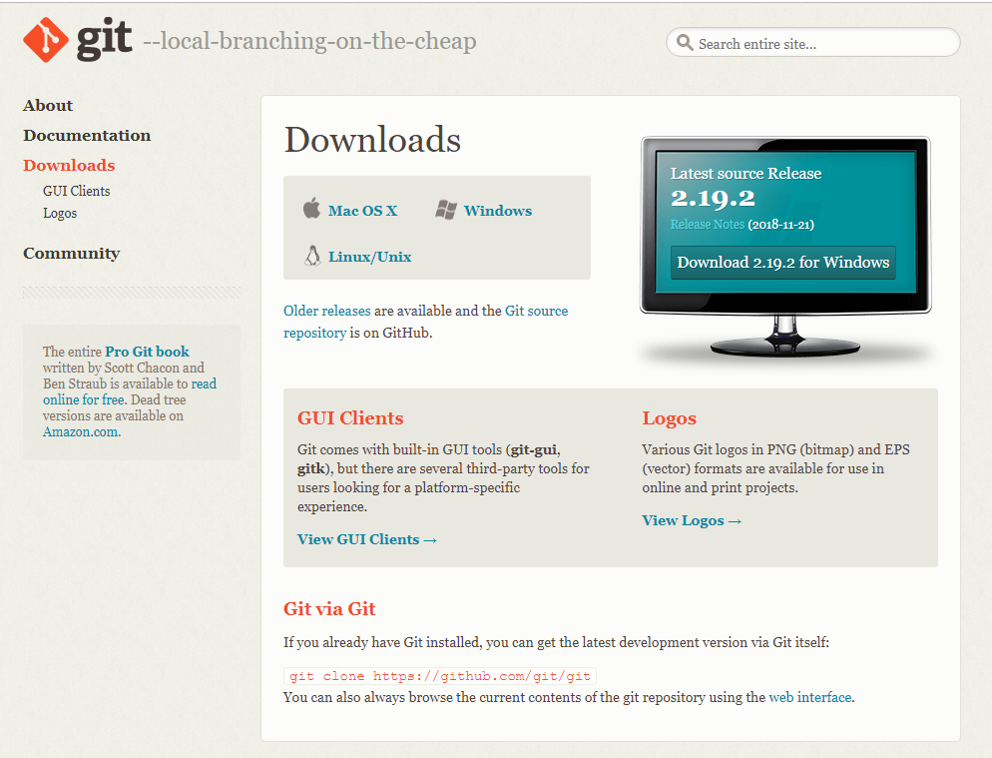 git --local-branching-on-the-cheap
Search entire site...
About
Documentation
Downloads
GUI Clients
Logos
Community
The entire Pro Git book
written by Scott Chacon and
Ben Straub is available to read
online for free. Dead tree
versions are available on
Amazon.com.
Downloads
Mac OS X
Windows
Linux/Unix
Older releases are available and the Git source
repository is on GitHub.
Latest source Release
2.19.2
Release Notes (2018-11-21)
Download 2.19.2 for Windows
GUI Clients
Git comes with built-in GUI tools (git-gui,
gitk), but there are several third-party tools for
users looking for a platform-specific
experience.
View GUI Clients →
Logos
Various Git logos in PNG (bitmap) and EPS
(vector) formats are available for use in
online and print projects.
View Logos →
Git via Git
If you already have Git installed, you can get the latest development version via Git itself:
git clone https://github.com/git/git
You can also always browse the current contents of the git repository using the web interface.